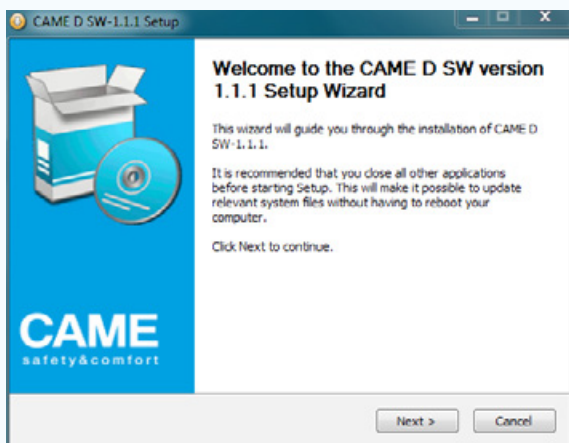 CAME D SW-1.1.1 Setup
Welcome to the CAME D SW version
1.1.1 Setup Wizard
This wizard will guide you through the installation of CAME D
SW-1.1.1.
It is recommended that you close all other applications
before starting Setup. This will make it possible to update
relevant system files without having to reboot your
computer.
Click Next to continue.
CAME
safety&comfort
Next >
Cancel